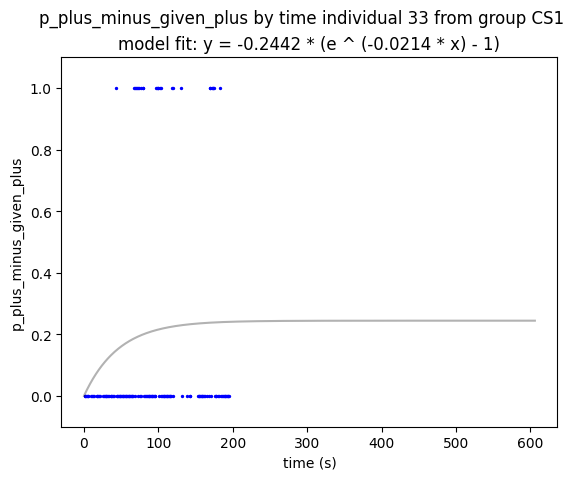 p_plus_minus_given_plus by time individual 33 from group CS1
model fit: y = -0.2442 * (e ^ (-0.0214 * x) - 1)
1.0
0.8
0.6
0.4
0.2
0.0
p_plus_minus_given_plus
0 100 200 300 400 500 600
time (s)